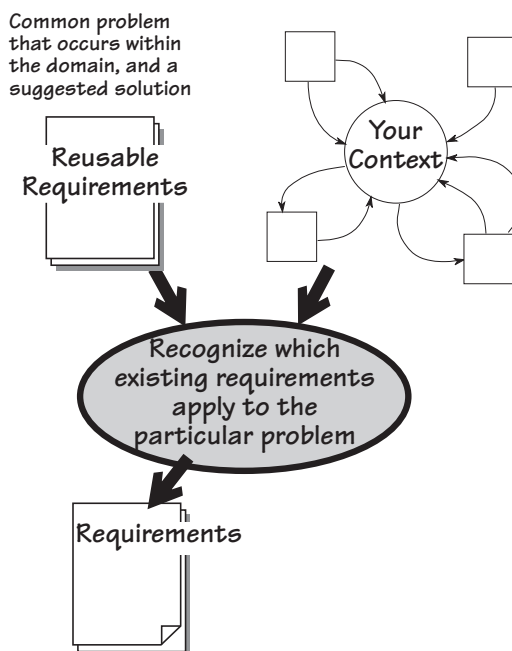 Common problem
that occurs within
the domain, and a
suggested solution
Reusable
Requirements
Your
Context
Recognize which
existing requirements
apply to the
particular problem
Requirements